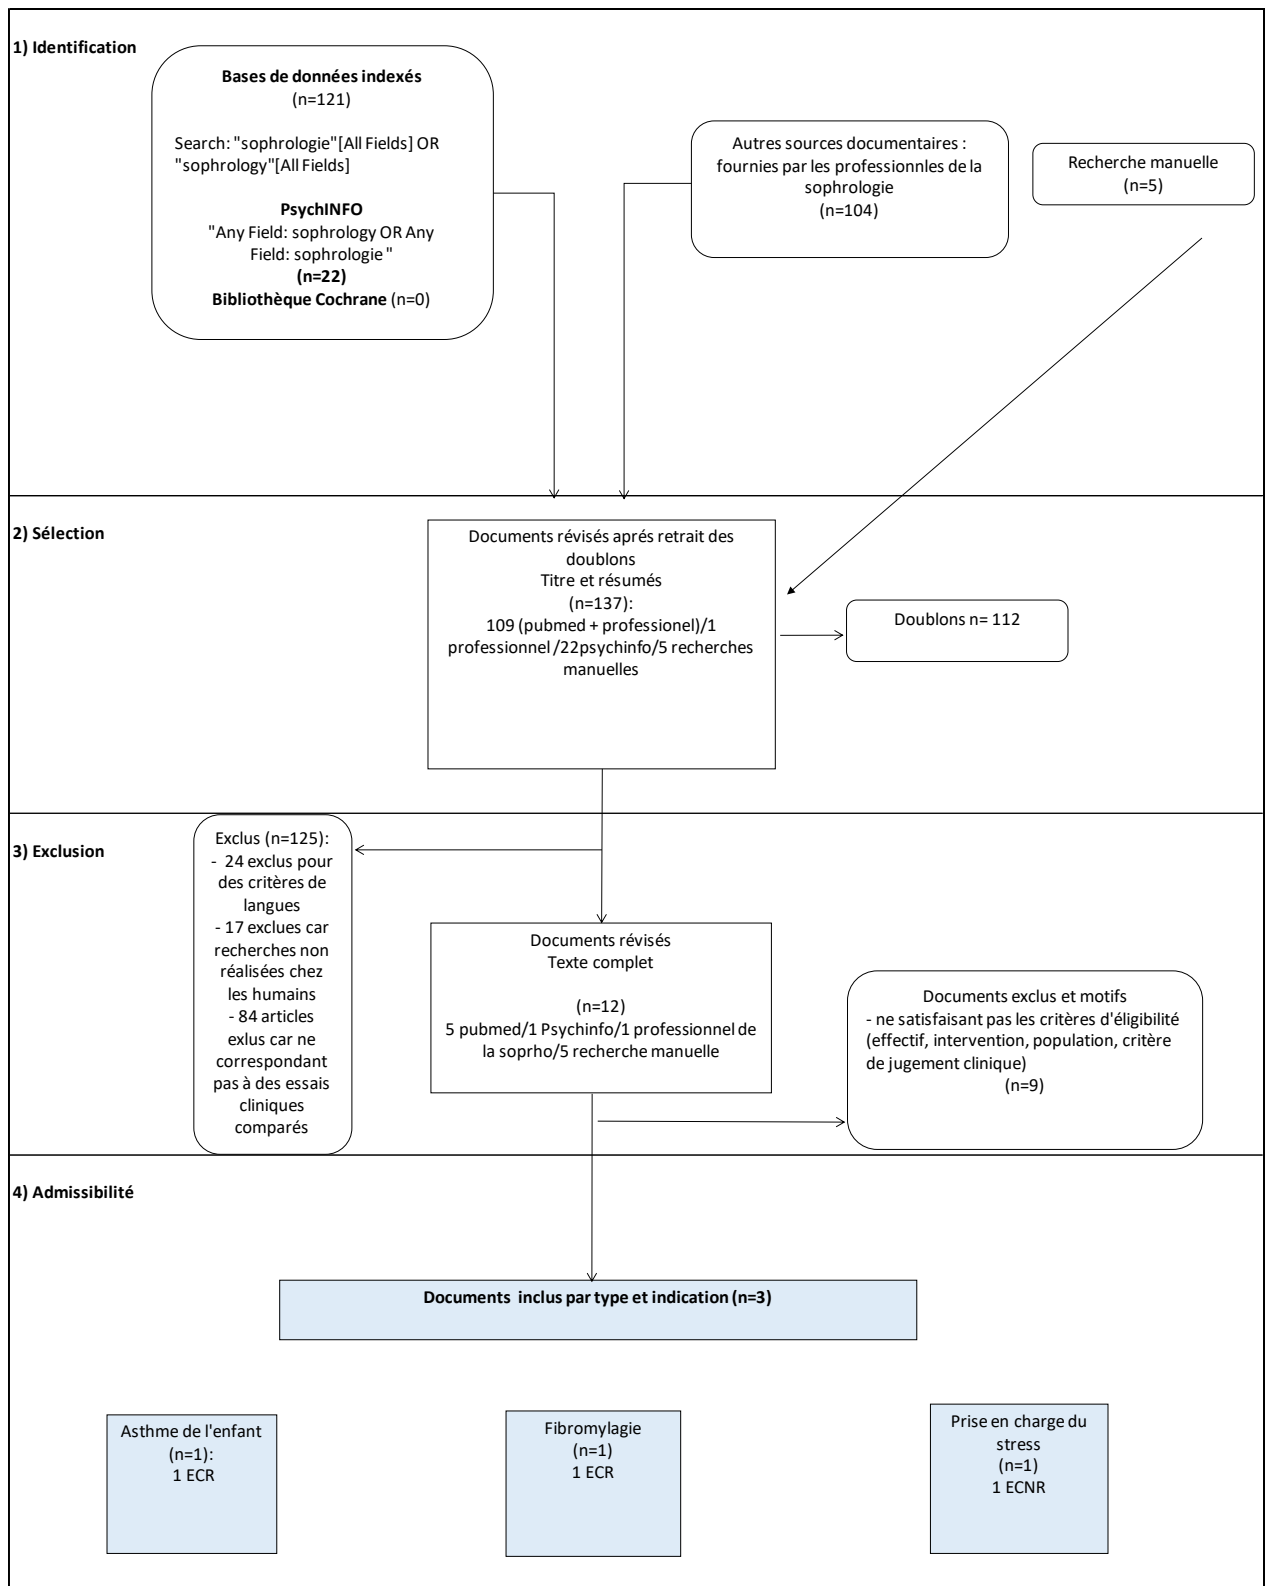 1) Identification
Bases de données indexés
(n=121)
Search: "sophrologie"[All Fields] OR
"sophrology"[All Fields]
PsychINFO
"Any Field: sophrology OR Any
Field: sophrologie "
(n=22)
Bibliothèque Cochrane (n=0)
Autres sources documentaires :
fournies par les professionnles de la
sophrologie
(n=104)
Recherche manuelle
(n=5)
2) Sélection
Documents révisés aprés retrait des
doublons
Titre et résumés
(n=137):
109 (pubmed + professionel)/1
professionnel /22psychinfo/5 recherches
manuelles
Doublons n= 112
3) Exclusion
Exclus (n=125):
- 24 exclus pour
des critères de
langues
- 17 exclues car
recherches non
réalisées chez
les humains
- 84 articles
exlus car ne
correspondant
pas à des essais
cliniques
comparés
Documents révisés
Texte complet
(n=12)
5 pubmed/1 Psychinfo/1 professionnel de
la soprho/5 recherche manuelle
Documents exclus et motifs
- ne satisfaisant pas les critères d'éligibilité
(effectif, intervention, population, critère
de jugement clinique)
(n=9)
4) Admissibilité
Documents inclus par type et indication (n=3)
Asthme de l'enfant
(n=1):
1 ECR
Fibromylagie
(n=1)
1 ECR
Prise en charge du
stress
(n=1)
1 ECNR